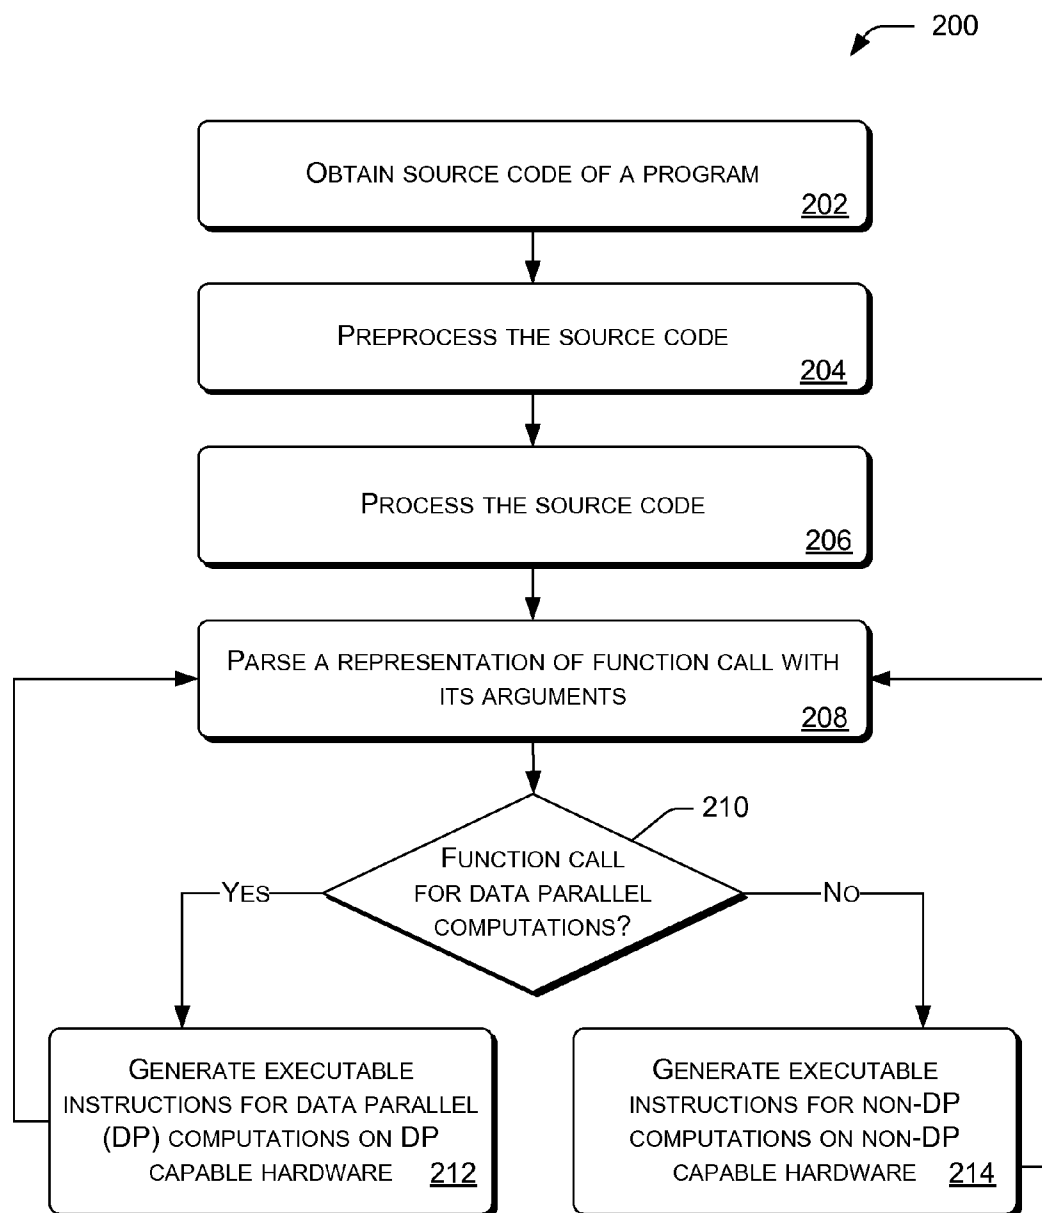 200
OBTAIN SOURCE CODE OF A PROGRAM
202
PREPROCESS THE SOURCE CODE
204
PROCESS THE SOURCE CODE
206
PARSE A REPRESENTATION OF FUNCTION CALL WITH
ITS ARGUMENTS
208
210
FUNCTION CALL
FOR DATA PARALLEL
COMPUTATIONS?
YES
NO
GENERATE EXECUTABLE
INSTRUCTIONS FOR DATA PARALLEL
(DP) COMPUTATIONS ON DP
CAPABLE HARDWARE 212
GENERATE EXECUTABLE
INSTRUCTIONS FOR NON-DP
COMPUTATIONS ON NON-DP
CAPABLE HARDWARE 214